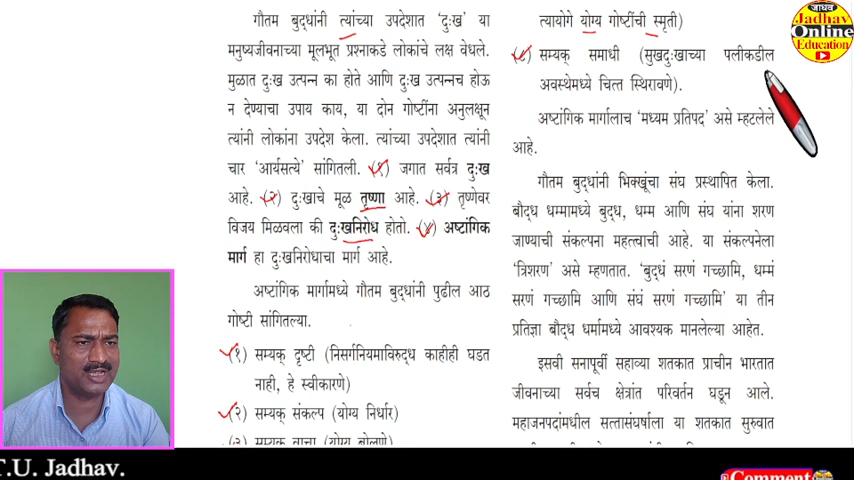 गौतम बुद्धांनी त्यांच्या उपदेशात ‘दुःख’ या
मनुष्यजीवनाच्या मूलभूत प्रश्नाकडे लोकांचे लक्ष वेधले.
मुळात दुःख उत्पन्न का होते आणि दुःख उत्पन्नच होऊ
न देण्याचा उपाय काय, या दोन गोष्टींना अनुलक्षून
त्यांनी लोकांना उपदेश केला. त्यांच्या उपदेशात त्यांनी
चार ‘आर्यसत्ये’ सांगितली. (१) जगात सर्वत्र दुःख
आहे. (२) दुःखाचे मूळ तृष्णा आहे. (३) तृष्णेवर
विजय मिळवला की दुःखनिरोध होतो. (४) अष्टांगिक
मार्ग हा दुःखनिरोधाचा मार्ग आहे.
अष्टांगिक मार्गामध्ये गौतम बुद्धांनी पुढील आठ
गोष्टी सांगितल्या.
(१) सम्यक् दृष्टी (निसर्गनियमाविरुद्ध काहीही घडत
नाही, हे स्वीकारणे)
(२) सम्यक् संकल्प (योग्य निर्धार)
(३) सम्यक् वाचा (योग्य बोलणे)
त्यायोगे योग्य गोष्टींची स्मृती)
(८) सम्यक् समाधी (सुखदुःखाच्या पलीकडील
अवस्थेमध्ये चित्त स्थिरावणे).
अष्टांगिक मार्गालाच ‘मध्यम प्रतिपद’ असे म्हटलेले
आहे.
गौतम बुद्धांनी भिक्खूंचा संघ प्रस्थापित केला.
बौद्ध धम्मामध्ये बुद्ध, धम्म आणि संघ यांना शरण
जाण्याची संकल्पना महत्त्वाची आहे. या संकल्पनेला
‘त्रिशरण’ असे म्हणतात. ‘बुद्धं सरणं गच्छामि, धम्मं
सरणं गच्छामि आणि संघं सरणं गच्छामि’ या तीन
प्रतिज्ञा बौद्ध धर्मामध्ये आवश्यक मानलेल्या आहेत.
इसवी सनापूर्वी सहाव्या शतकात प्राचीन भारतात
जीवनाच्या सर्वच क्षेत्रांत परिवर्तन घडून आले.
महाजनपदांमधील सत्तासंघर्षाला या शतकात सुरुवात
जाधव
Jadhav
Online
Education
T.U. Jadhav.
Comment